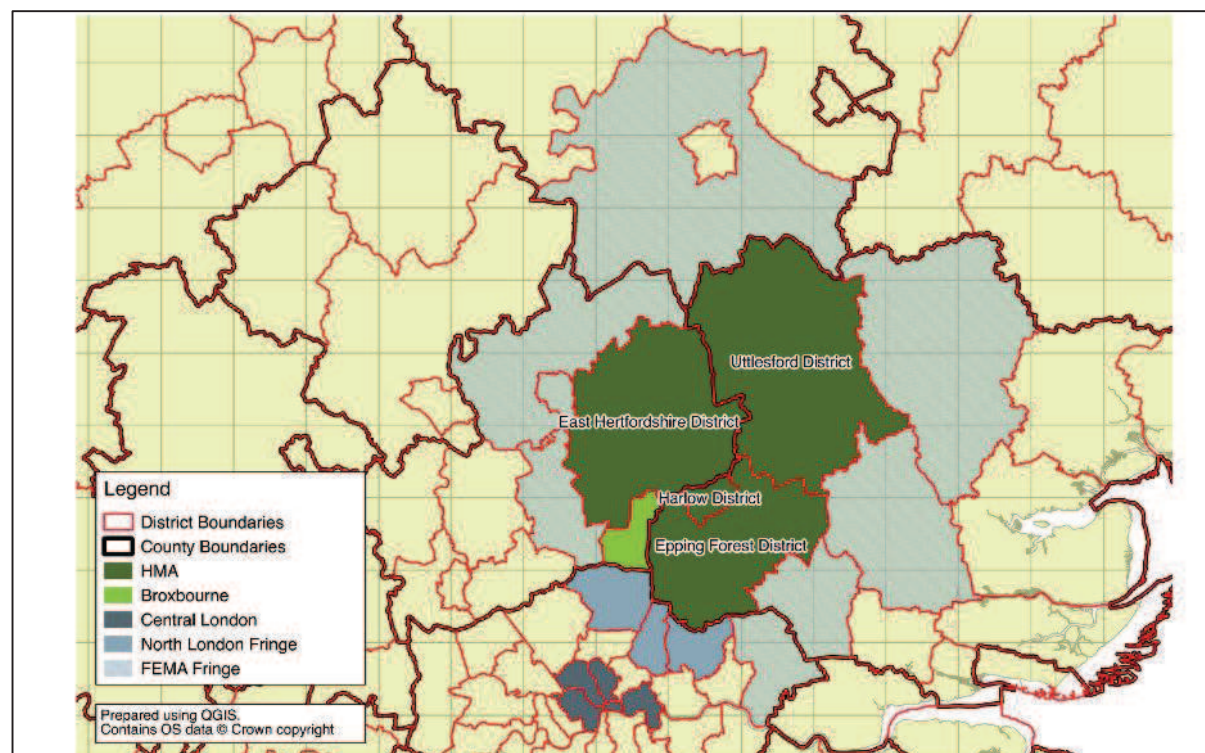 Uttlesford District
East Hertfordshire District
Harlow District
Epping Forest District
Legend
District Boundaries
County Boundaries
HMA
Broxbourne
Central London
North London Fringe
FEMA Fringe
Prepared using QGIS.
Contains OS data © Crown copyright